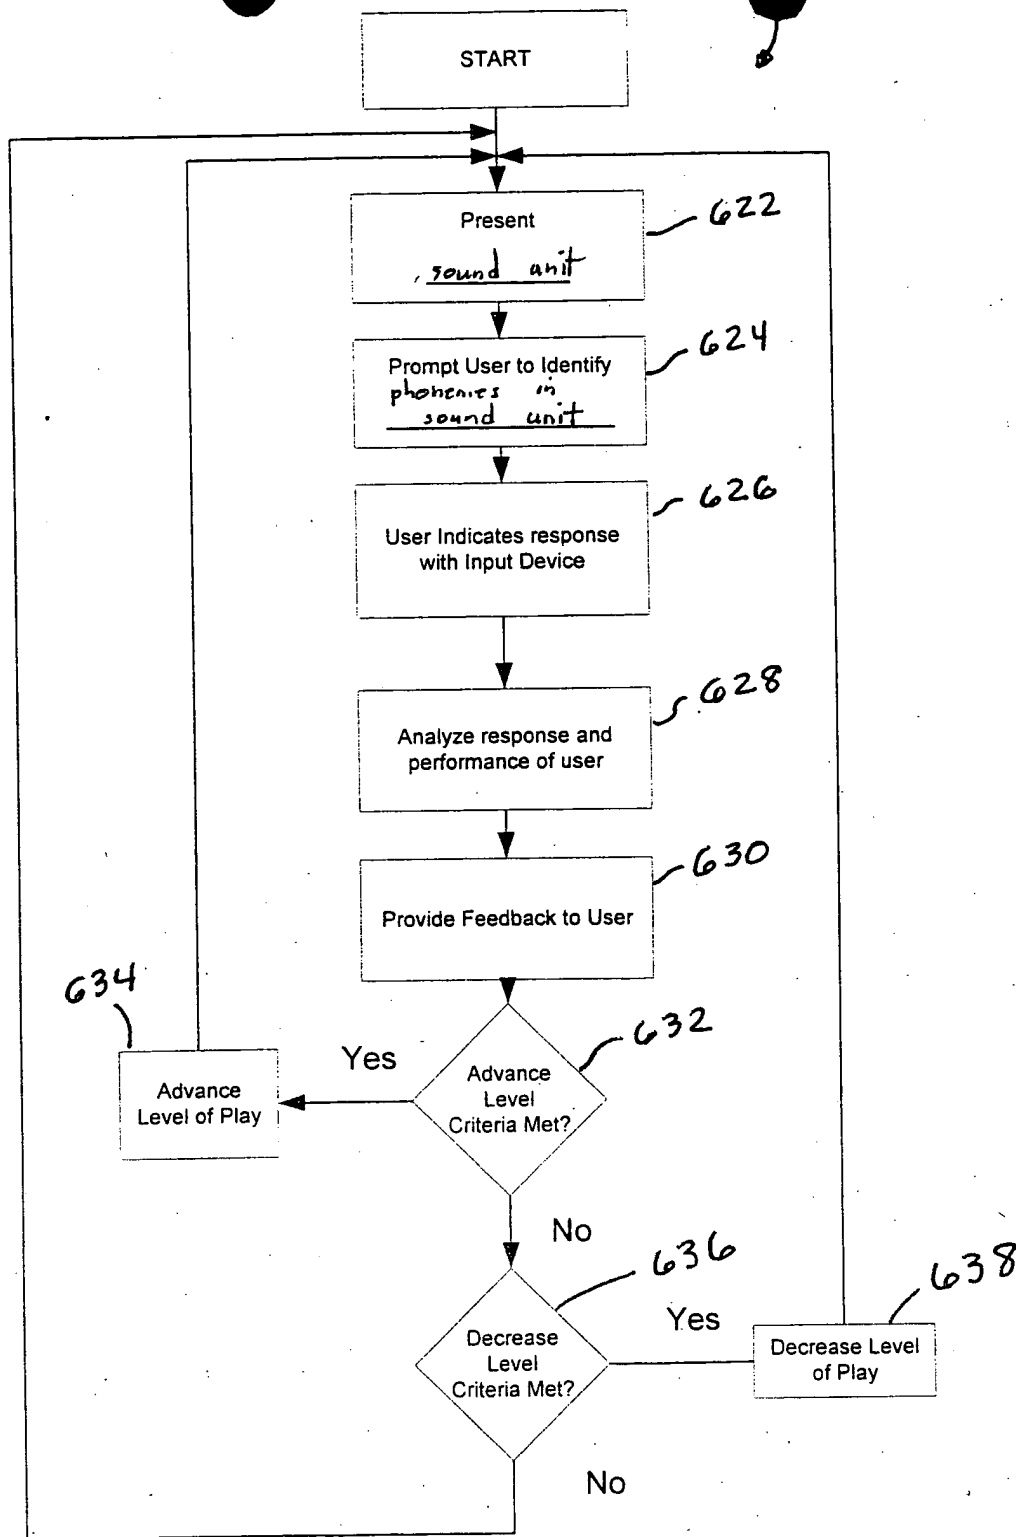 START
Present
622
sound unit
Prompt User to Identify
624
phonemes in
sound unit
626
User Indicates response
with Input Device
628
Analyze response and
performance of user
630
Provide Feedback to User
634
632
Yes
Advance
Level of Play
Advance
Level
Criteria Met?
No
636
638
Yes
Decrease
Level
Criteria Met?
Decrease Level
of Play
No